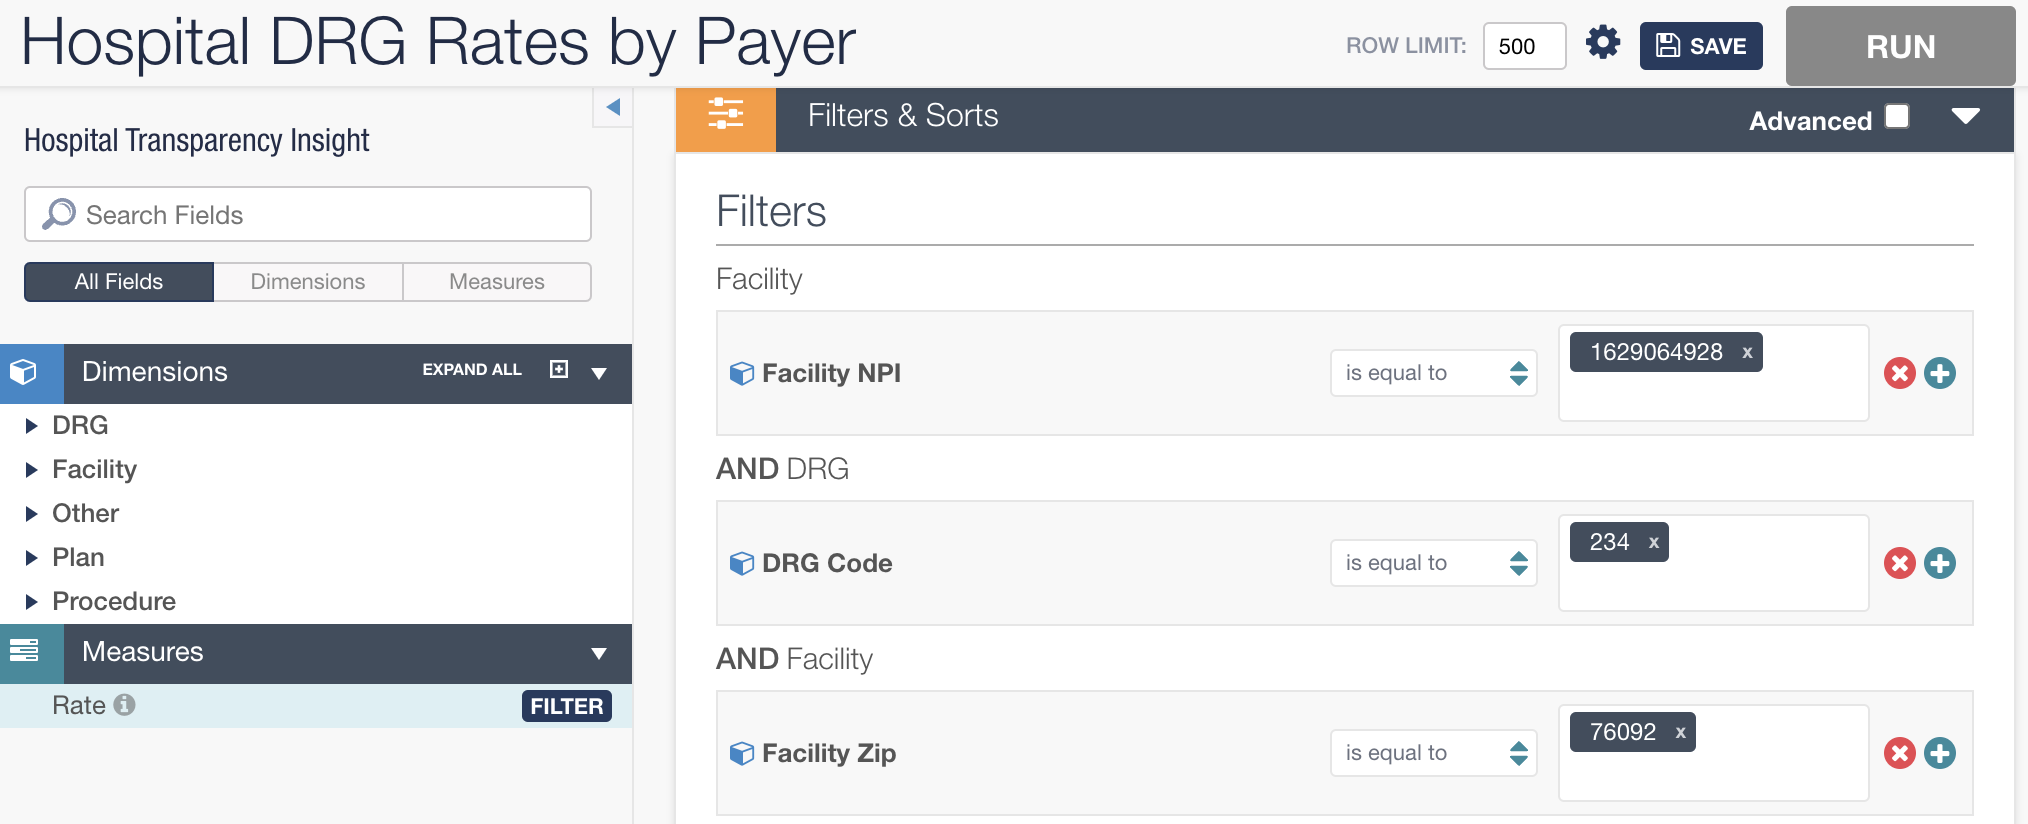 Hospital DRG Rates by Payer
ROW LIMIT: 500 SAVE RUN
Hospital Transparency Insight
Search Fields
All Fields Dimensions Measures
Dimensions EXPAND ALL
DRG
Facility
Other
Plan
Procedure
Measures
Rate FILTER
Filters & Sorts Advanced
Filters
Facility
Facility NPI is equal to 1629064928 x
AND DRG
DRG Code is equal to 234 x
AND Facility
Facility Zip is equal to 76092 x